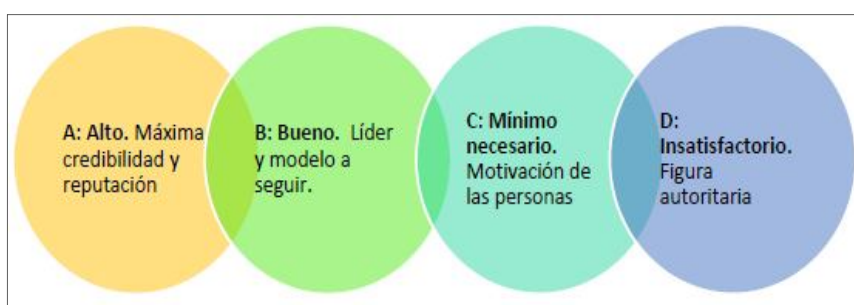 A: Alto. Máxima
credibilidad y
reputación
B: Bueno. Líder
y modelo a
seguir.
C: Mínimo
necesario.
Motivación de
las personas
D:
Insatisfactorio.
Figura
autoritaria